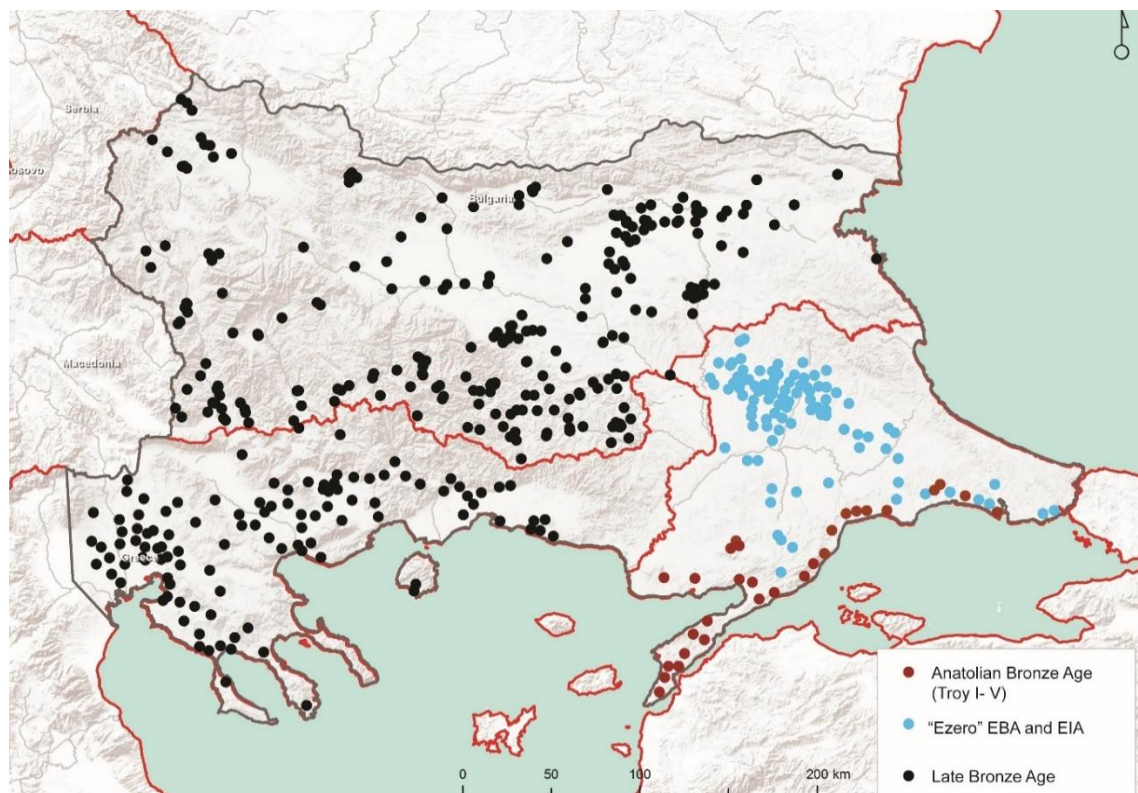 Serbia
osovo
Bulgaria
Macedonia
Greece
Anatolian Bronze Age
(Troy I- V)
“Ezero” EBA and EIA
Late Bronze Age
0 50 100 200 km